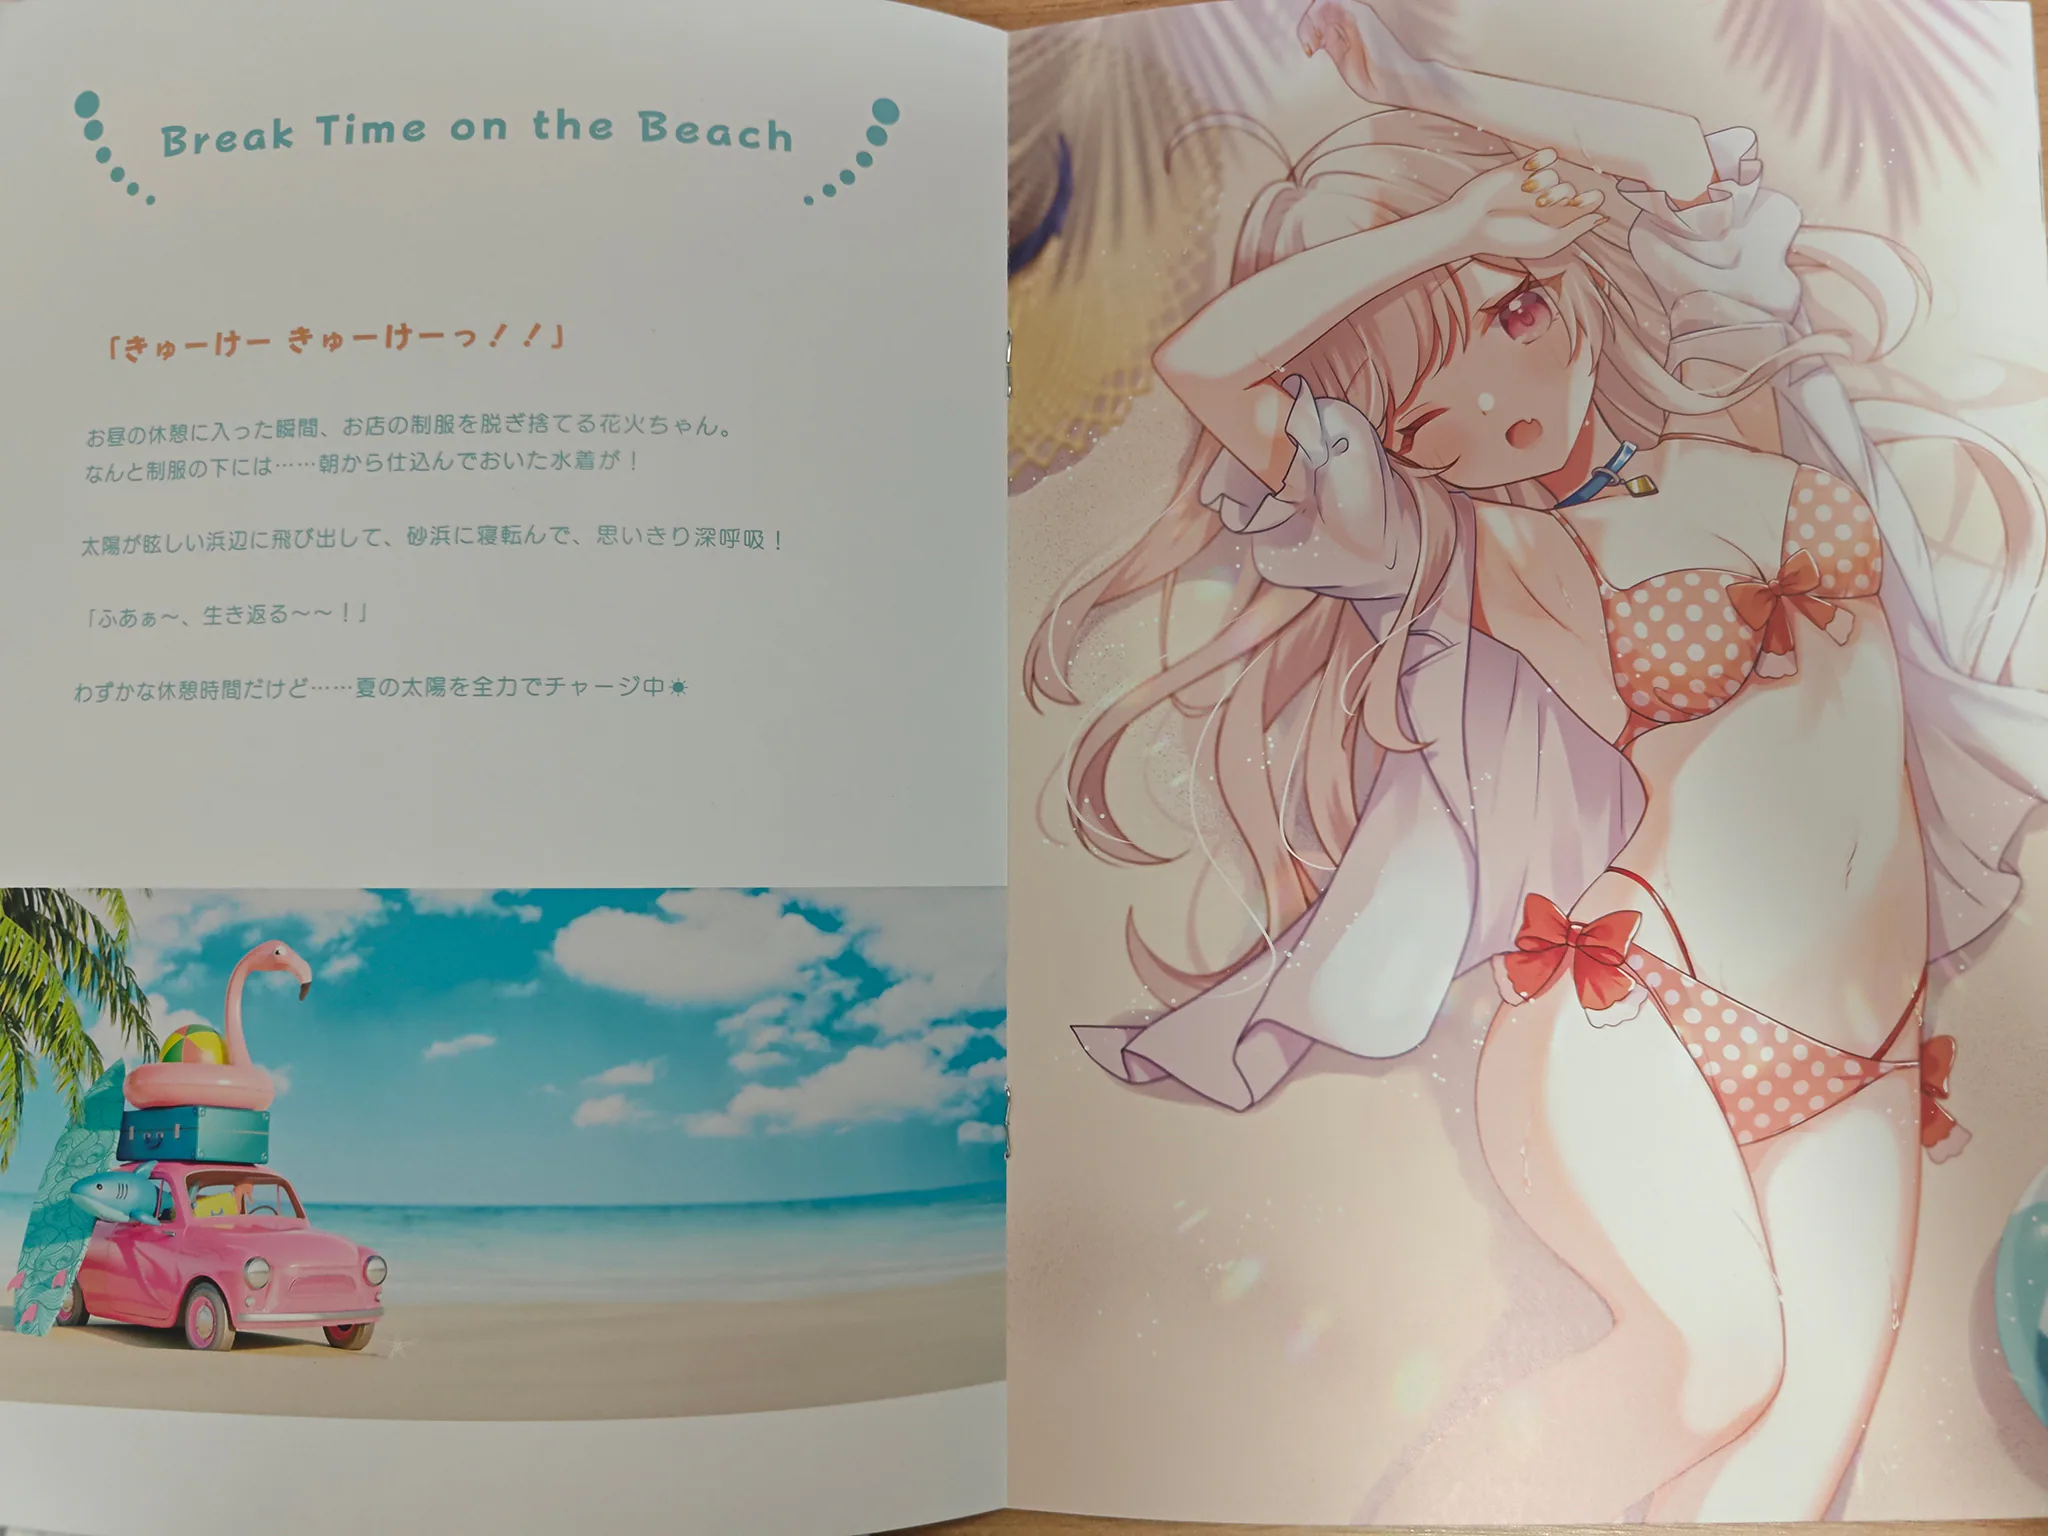 Break Time on the Beach
「きゅーけー きゅーけーっ！！」
お昼の休憩に入った瞬間、お店の制服を脱ぎ捨てる花火ちゃん。
なんと制服の下には……朝から仕込んでおいた水着が！
太陽が眩しい浜辺に飛び出して、砂浜に寝転んで、思いきり深呼吸！
「ふあぁ～、生き返る～～！」
わずかな休憩時間だけど……夏の太陽を全力でチャージ中☀